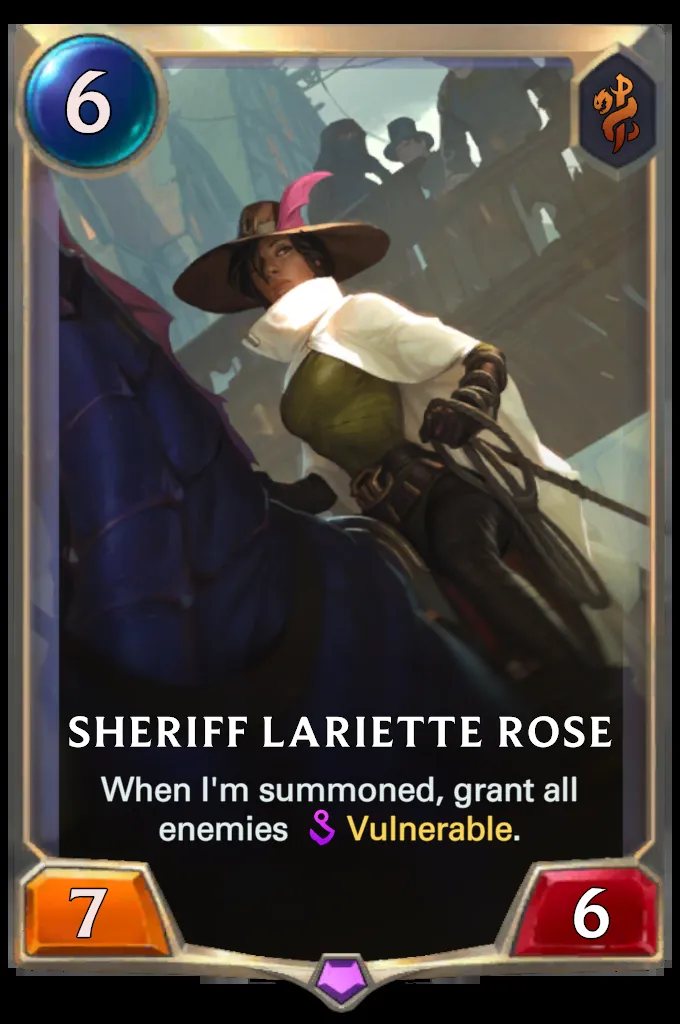 6
SHERIFF LARIETTE ROSE
When I'm summoned, grant all
enemies Vulnerable.
7
6